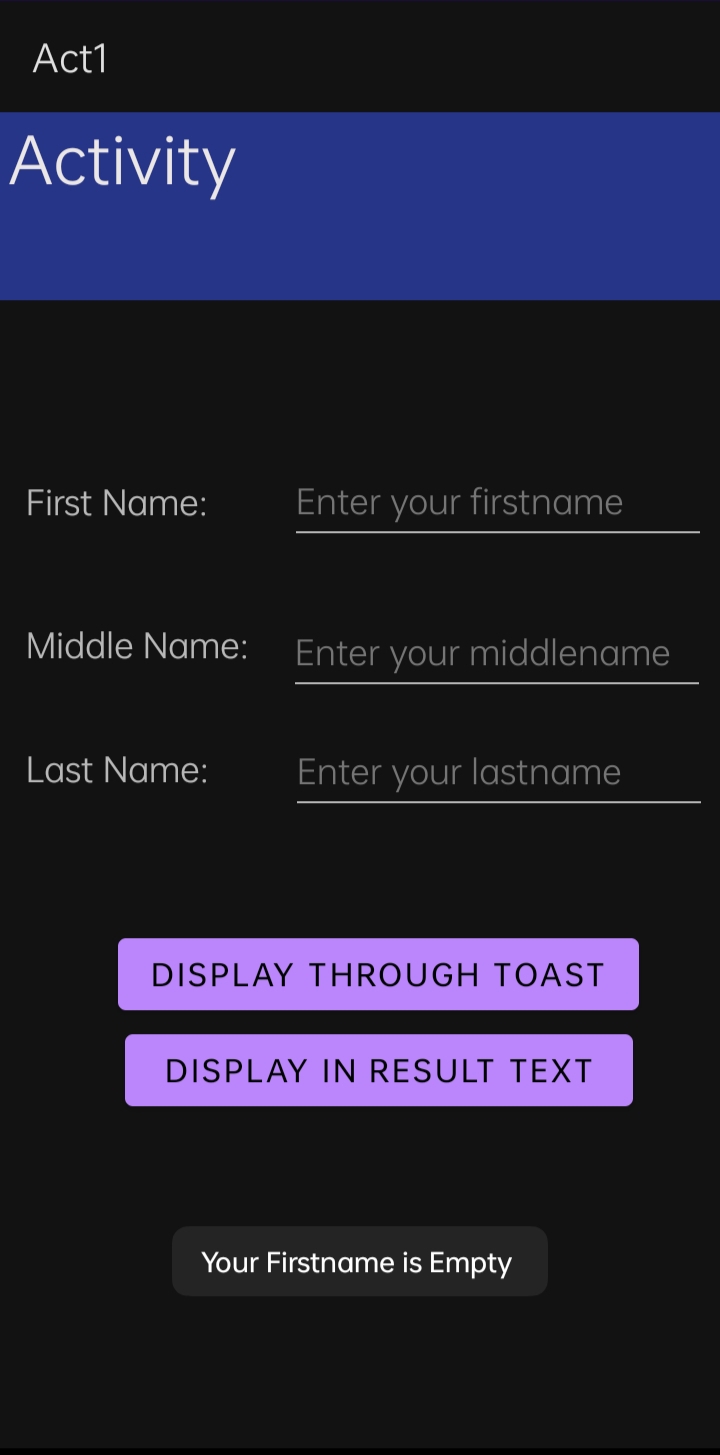 Act1
Activity
First Name: Enter your firstname
Middle Name: Enter your middlename
Last Name: Enter your lastname
DISPLAY THROUGH TOAST
DISPLAY IN RESULT TEXT
Your Firstname is Empty